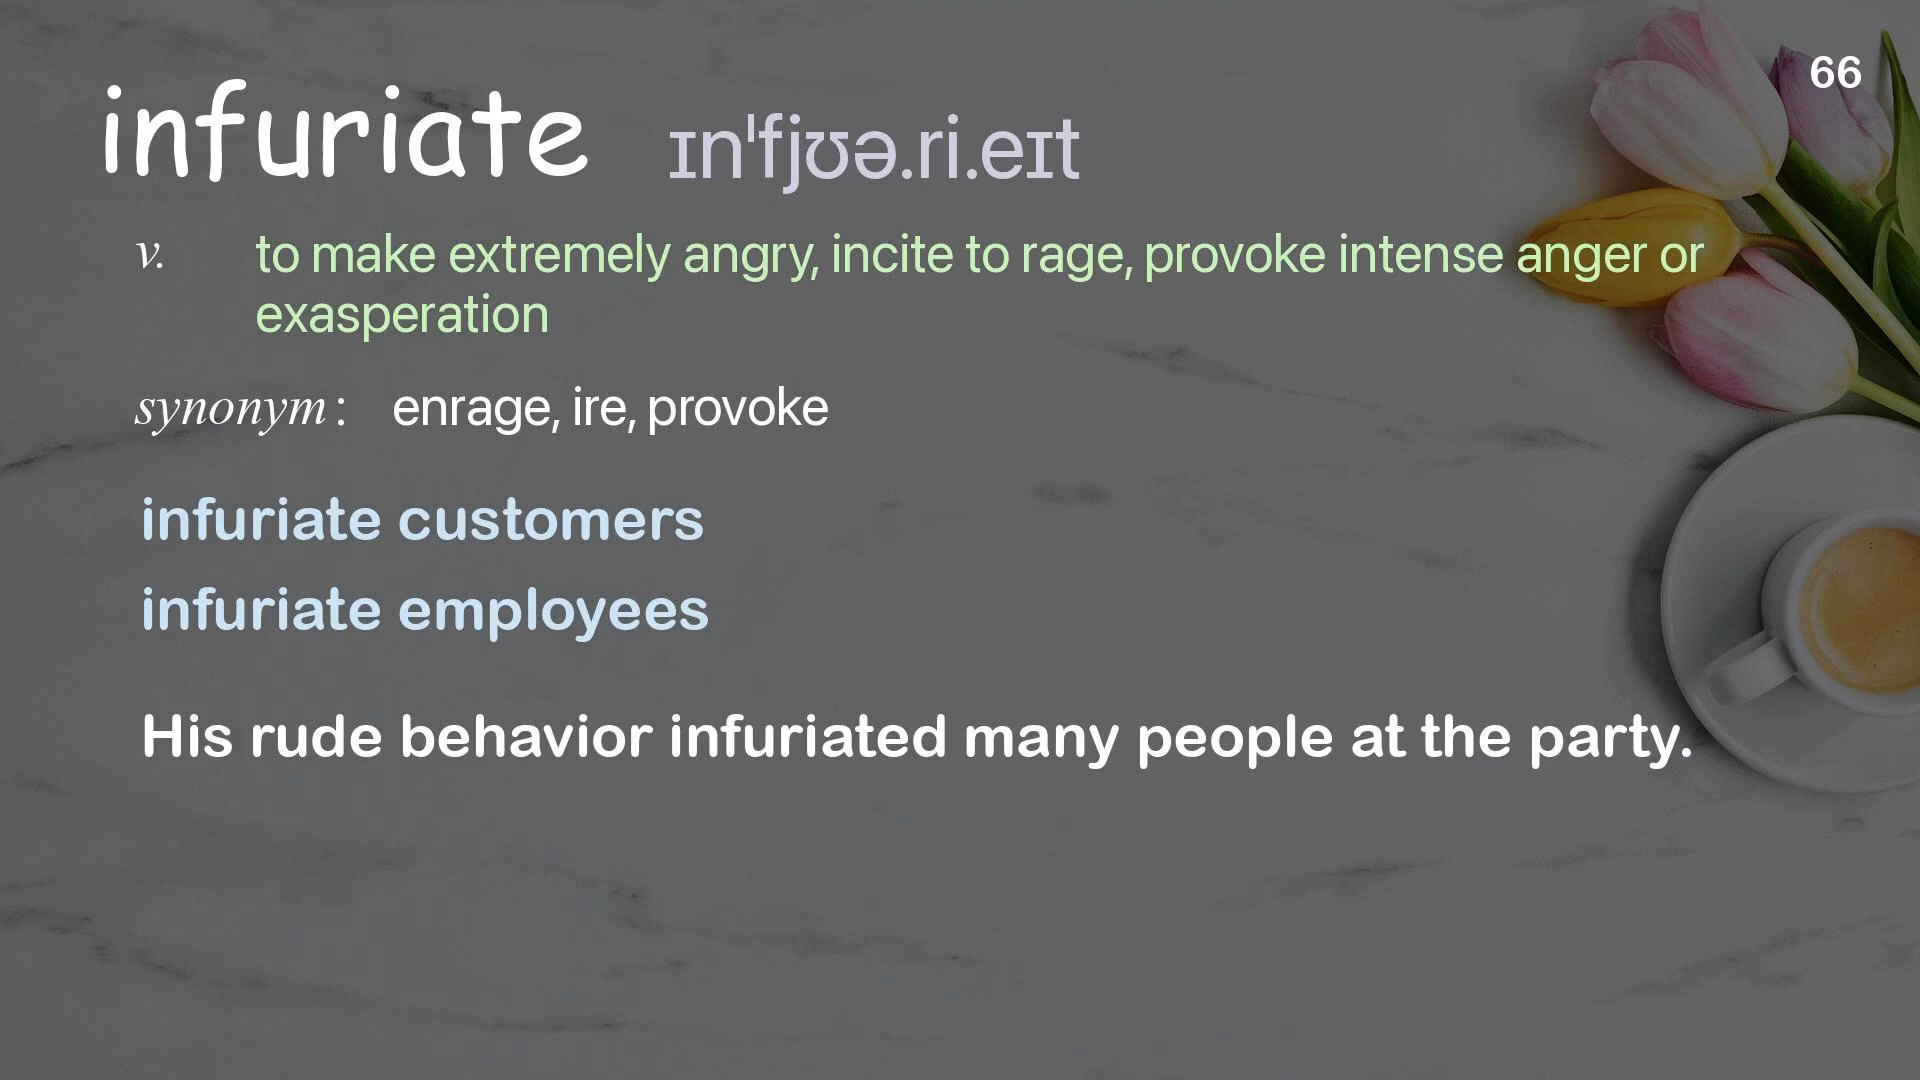 66
infuriate ɪnˈfjʊə.ri.eɪt
v. to make extremely angry, incite to rage, provoke intense anger or
exasperation
synonym : enrage, ire, provoke
infuriate customers
infuriate employees
His rude behavior infuriated many people at the party.